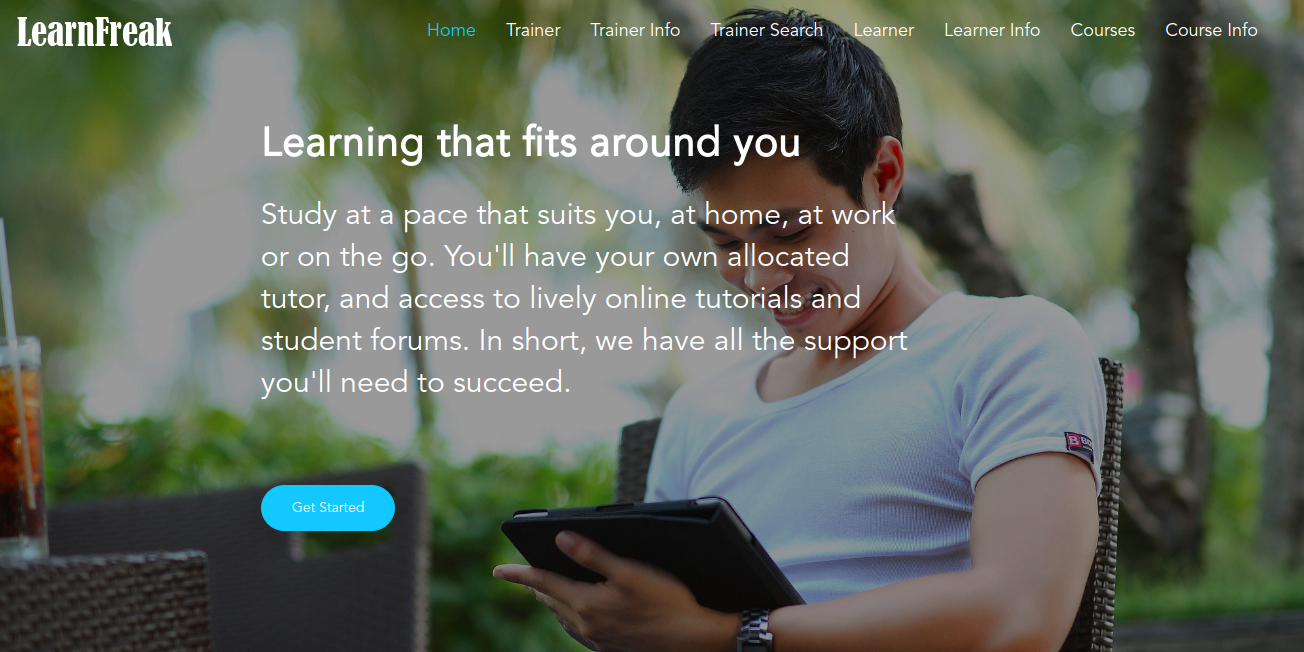 LearnFreak
Home Trainer Trainer Info Trainer Search Learner Learner Info Courses Course Info
Learning that fits around you
Study at a pace that suits you, at home, at work
or on the go. You'll have your own allocated
tutor, and access to lively online tutorials and
student forums. In short, we have all the support
you'll need to succeed.
Get Started